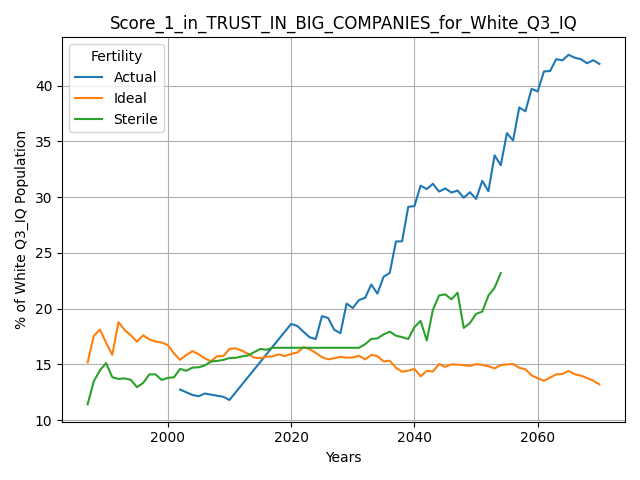 Score_1_in_TRUST_IN_BIG_COMPANIES_for_White_Q3_IQ
Fertility
Actual
Ideal
Sterile
% of White Q3_IQ Population
40
35
30
25
20
15
10
2000
2020
2040
2060
Years